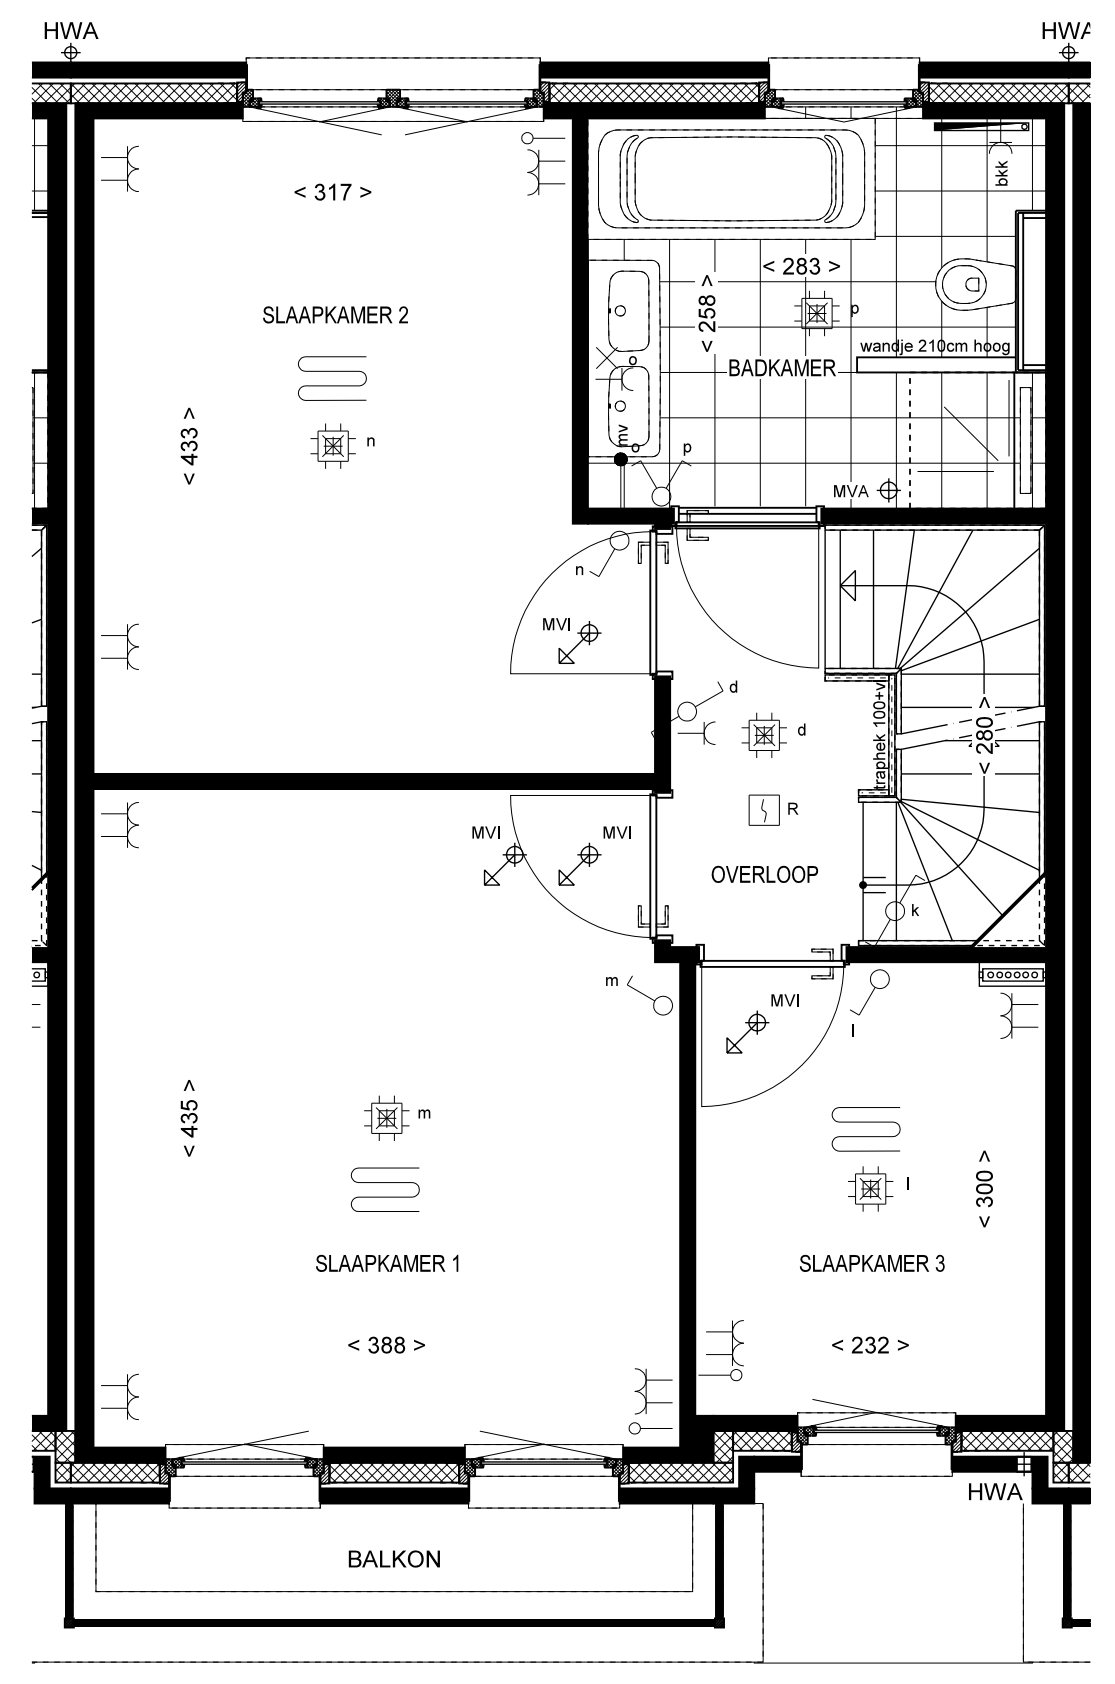 HWA
HWA
< 317 >
bkk
< 283 >
< 258 >
SLAAPKAMER 2
p
wandje 210cm hoog
o
BADKAMER
n
< 433 >
mv
o
p
MVA
n
MVI
d
d
traphek 100+vl
< 280 >
R
MVI
MVI
OVERLOOP
k
m
MVI
l
m
< 435 >
l
< 300 >
SLAAPKAMER 1
SLAAPKAMER 3
< 388 >
< 232 >
HWA
BALKON